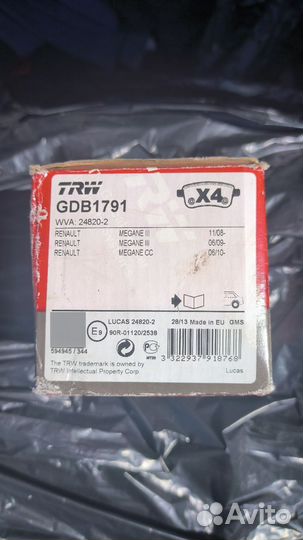 TRW
X4
GDB1791
WVA: 24820-2
RENAULT MEGANE III 11/08-
RENAULT MEGANE III 06/09-
RENAULT MEGANE CC 06/10-
LUCAS 24820-2
28/13 Made in EU GMS
E9
90R-01120/2538
594945 / 344
3 322937 918768
The TRW trademark is owned by
TRW Intellectual Property Corp
Lucas
Avito